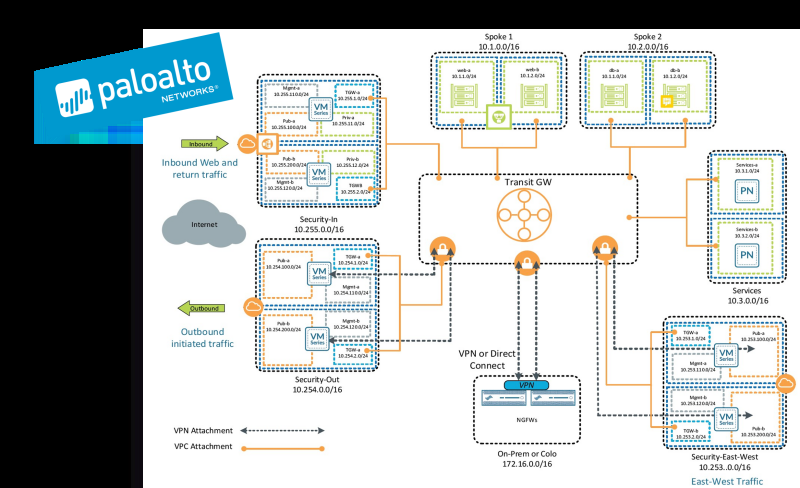 paloalto
NETWORKS®
Spoke 1
10.1.0.0/16
web-a
10.1.1.0/24
web-b
10.1.2.0/24
Spoke 2
10.2.0.0/16
db-a
10.1.1.0/24
db-b
10.1.2.0/24
Mgmt-a
10.255.110.0/24
TGW-a
10.255.1.0/24
VM
Series
Pub-a
10.255.100.0/24
Priv-a
10.255.11.0/24
Inbound
Inbound Web and
return traffic
Pub-b
10.255.200.0/24
Priv-b
10.255.12.0/24
VM
Series
Mgmt-b
10.255.120.0/24
TGWB
10.255.2.0/24
Security-In
10.255.0.0/16
Internet
Transit GW
Services-a
10.3.1.0/24
PN
Services-b
10.3.2.0/24
PN
Services
10.3.0.0/16
Pub-a
10.254.100.0/24
TGW-a
10.254.1.0/24
VM
Series
Mgmt-a
10.254.110.0/24
Outbound
Outbound
initiated traffic
Pub-b
10.254.200.0/24
Mgmt-b
10.254.120.0/24
VM
Series
TGW-a
10.254.2.0/24
Security-Out
10.254.0.0/16
VPN or Direct
Connect
VPN
NGFWs
On-Prem or Colo
172.16.0.0/16
TGW-a
10.253.1.0/24
Pub-a
10.253.100.0/24
VM
Series
Mgmt-a
10.253.110.0/24
Mgmt-b
10.253.120.0/24
VM
Series
TGW-b
10.253.2.0/24
Pub-b
10.253.200.0/24
Security-East-West
10.253..0.0/16
East-West Traffic
VPN Attachment
VPC Attachment